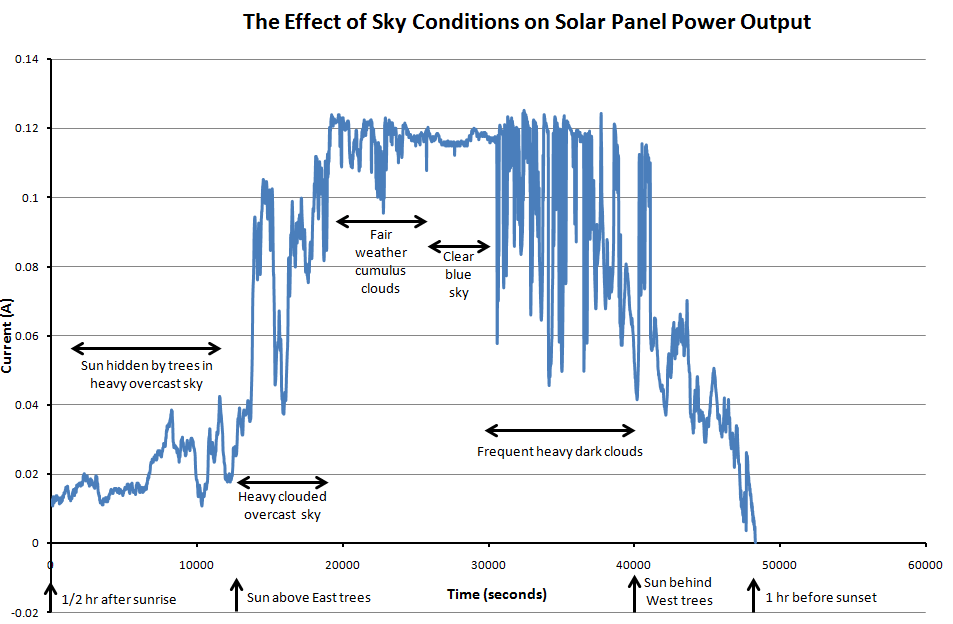 The Effect of Sky Conditions on Solar Panel Power Output
0.14
0.12
0.1
0.08
0.06
0.04
0.02
0
-0.02
Current (A)
Fair
weather
cumulus
clouds
Clear
blue
sky
Sun hidden by trees in
heavy overcast sky
Frequent heavy dark clouds
Heavy clouded
overcast sky
0
10000
20000
30000
40000
50000
60000
1/2 hr after sunrise
Sun above East trees
Time (seconds)
Sun behind
West trees
1 hr before sunset